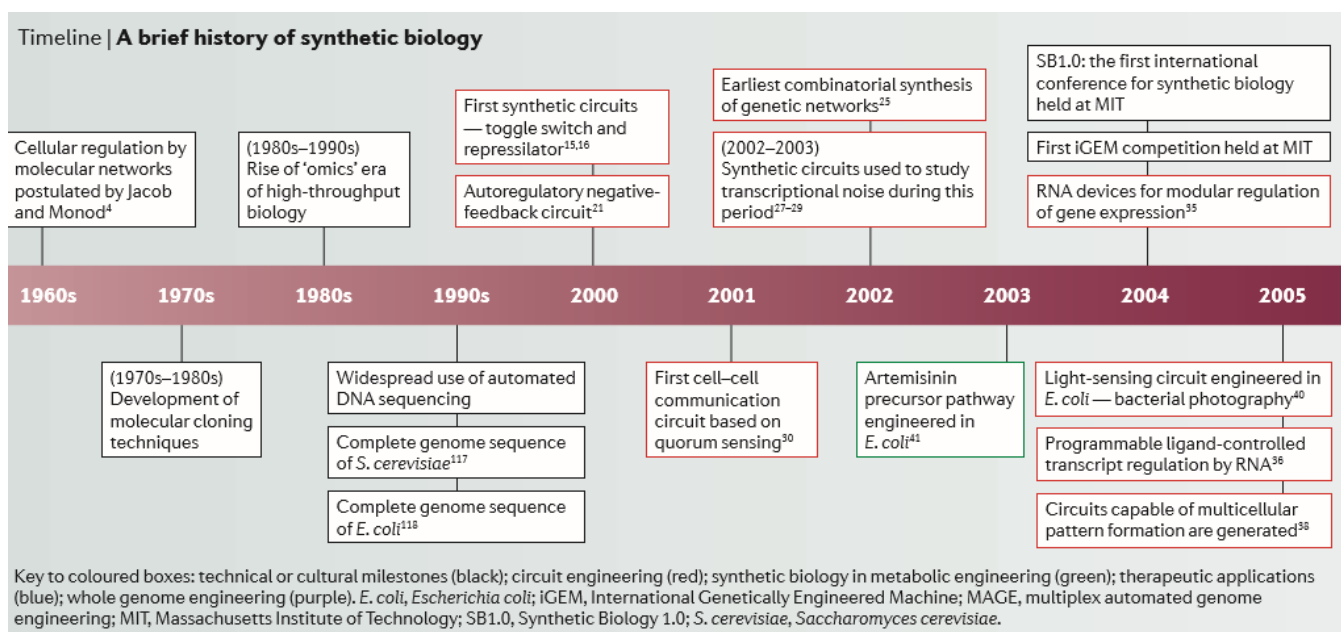 Timeline | A brief history of synthetic biology
Cellular regulation by
molecular networks
postulated by Jacob
and Monod4
(1980s–1990s)
Rise of ‘omics’ era
of high-throughput
biology
First synthetic circuits
— toggle switch and
repressilator15,16
Autoregulatory negative-
feedback circuit21
Earliest combinatorial synthesis
of genetic networks25
(2002–2003)
Synthetic circuits used to study
transcriptional noise during this
period27–29
SB1.0: the first international
conference for synthetic biology
held at MIT
First iGEM competition held at MIT
RNA devices for modular regulation
of gene expression35
1960s 1970s 1980s 1990s 2000 2001 2002 2003 2004 2005
(1970s–1980s)
Development of
molecular cloning
techniques
Widespread use of automated
DNA sequencing
Complete genome sequence
of S. cerevisiae117
Complete genome sequence
of E. coli118
First cell–cell
communication
circuit based on
quorum sensing30
Artemisinin
precursor pathway
engineered in
E. coli41
Light-sensing circuit engineered in
E. coli — bacterial photography40
Programmable ligand-controlled
transcript regulation by RNA36
Circuits capable of multicellular
pattern formation are generated38
Key to coloured boxes: technical or cultural milestones (black); circuit engineering (red); synthetic biology in metabolic engineering (green); therapeutic applications
(blue); whole genome engineering (purple). E. coli, Escherichia coli; iGEM, International Genetically Engineered Machine; MAGE, multiplex automated genome
engineering; MIT, Massachusetts Institute of Technology; SB1.0, Synthetic Biology 1.0; S. cerevisiae, Saccharomyces cerevisiae.